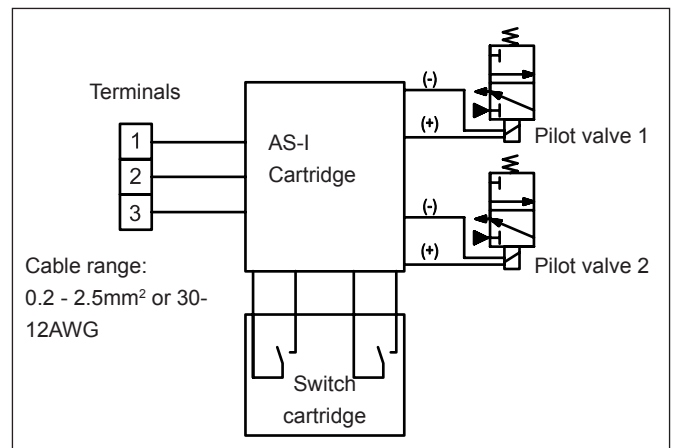 Terminals
1
2
3
Cable range:
0.2 - 2.5mm² or 30-
12AWG
AS-I
Cartridge
(-)
(+)
Pilot valve 1
(-)
(+)
Pilot valve 2
Switch
cartridge